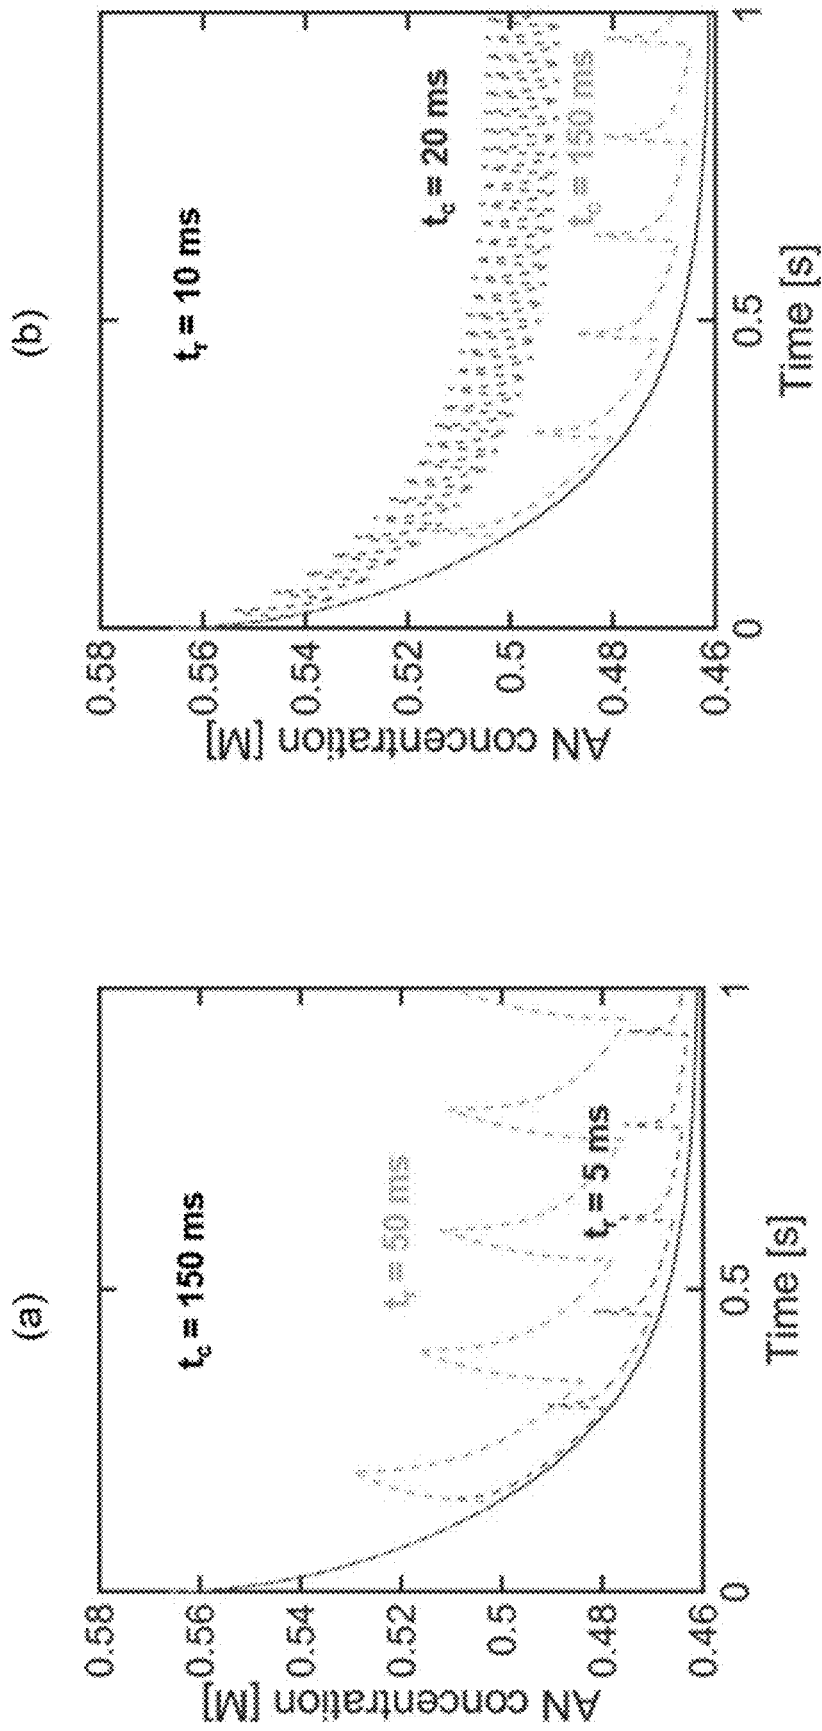 (a)
t_c = 150 ms
t_r = 50 ms
t_r = 5 ms
AN concentration [M]
0.58
0.56
0.54
0.52
0.5
0.48
0.46
0
0.5
1
Time [s]
(b)
t_r = 10 ms
t_c = 20 ms
t_c = 150 ms
AN concentration [M]
0.58
0.56
0.54
0.52
0.5
0.48
0.46
0
0.5
1
Time [s]